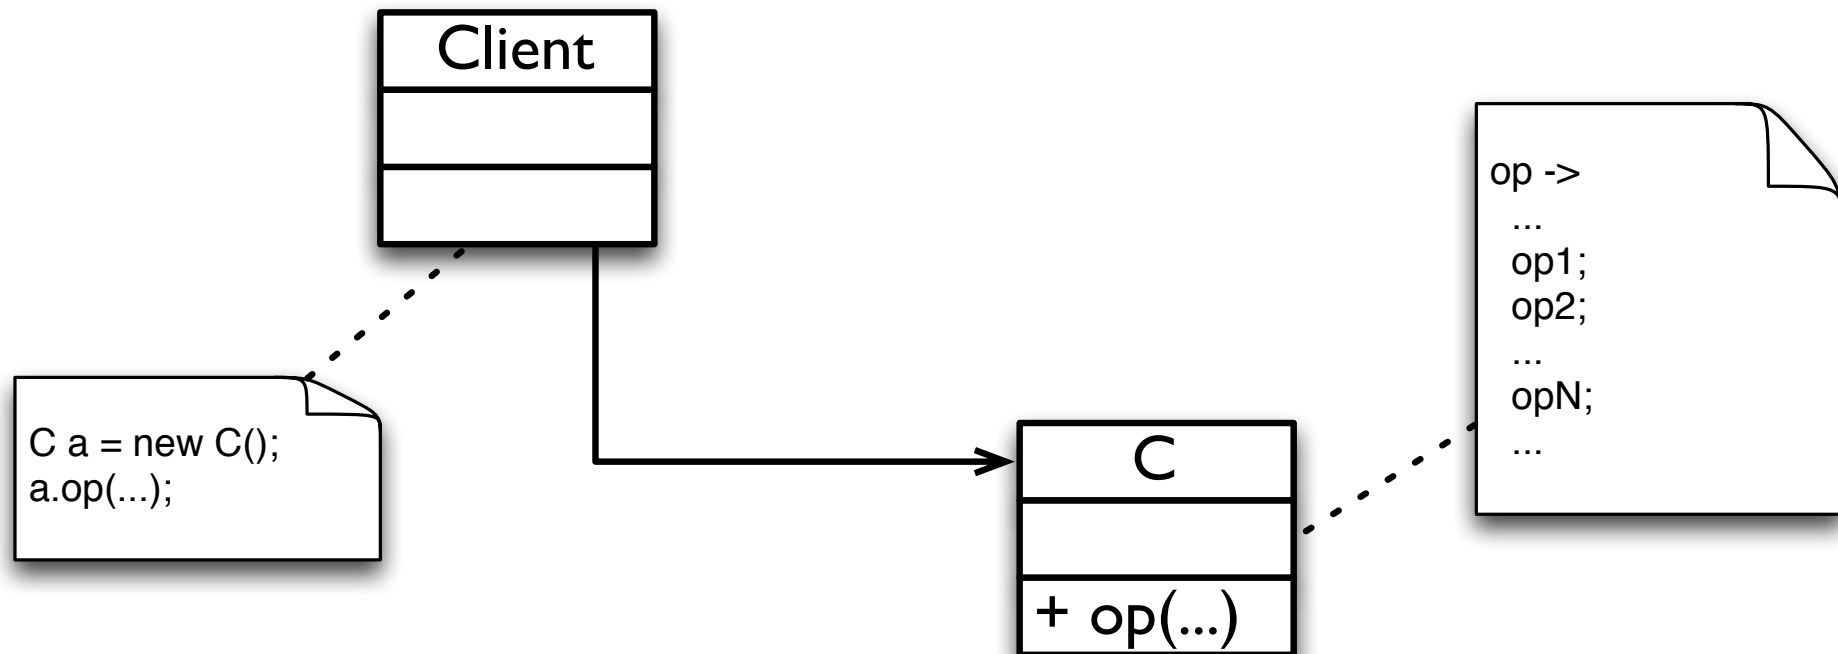 Client
C a = new C();
a.op(...);
C
+ op(...)
op ->
...
op1;
op2;
...
opN;
...